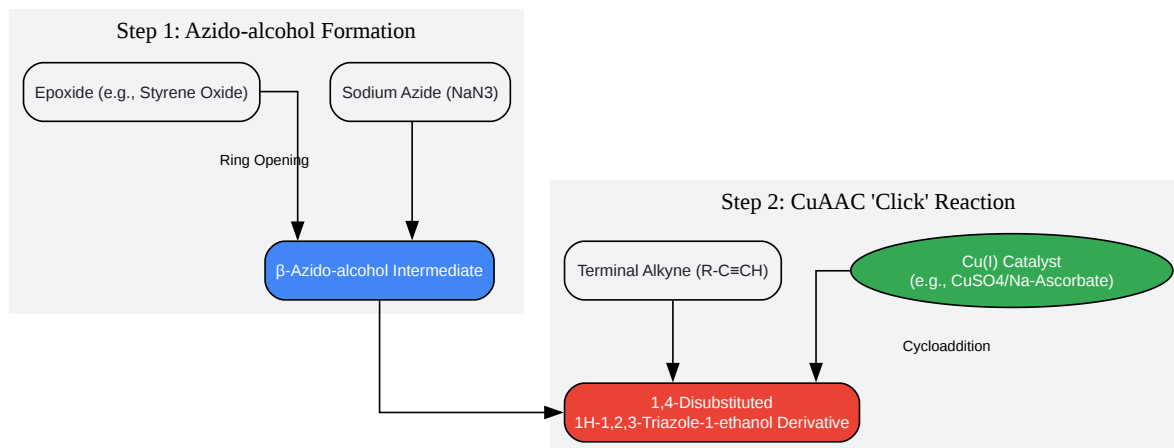 Step 1: Azido-alcohol Formation
Epoxide (e.g., Styrene Oxide)
Sodium Azide (NaN3)
Ring Opening
β-Azido-alcohol Intermediate
Step 2: CuAAC 'Click' Reaction
Terminal Alkyne (R-C≡CH)
Cu(I) Catalyst
(e.g., CuSO4/Na-Ascorbate)
Cycloaddition
1,4-Disubstituted
1H-1,2,3-Triazole-1-ethanol Derivative